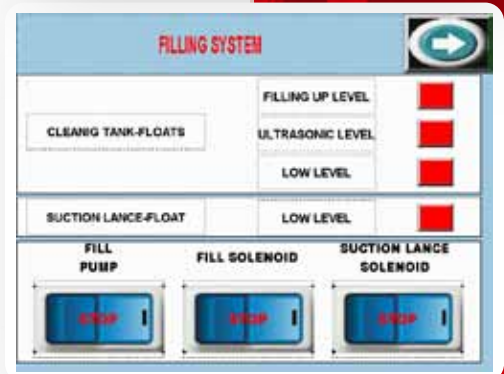 FILLING SYSTEM
FILLING UP LEVEL
CLEANIG TANK-FLOATS
ULTRASONIC LEVEL
LOW LEVEL
SUCTION LANCE-FLOAT
LOW LEVEL
FILL
PUMP
FILL SOLENOID
SUCTION LANCE
SOLENOID
STOP
STOP
STOP